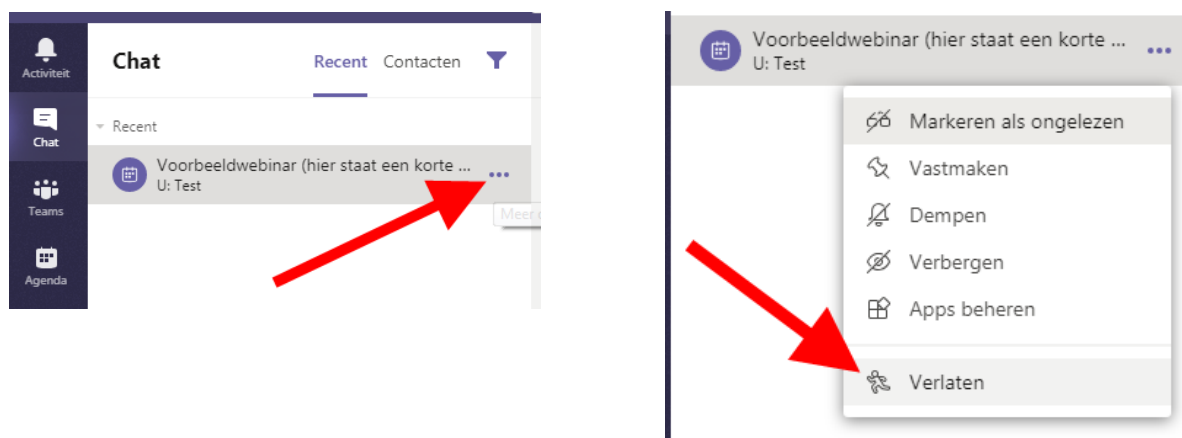 Activiteit
Chat
Teams
Agenda
Chat
Recent Contacten
Recent
Voorbeeldwebinar (hier staat een korte ...
U: Test
Meer
Voorbeeldwebinar (hier staat een korte ...
U: Test
Markeren als ongelezen
Vastmaken
Dempen
Verbergen
Apps beheren
Verlaten